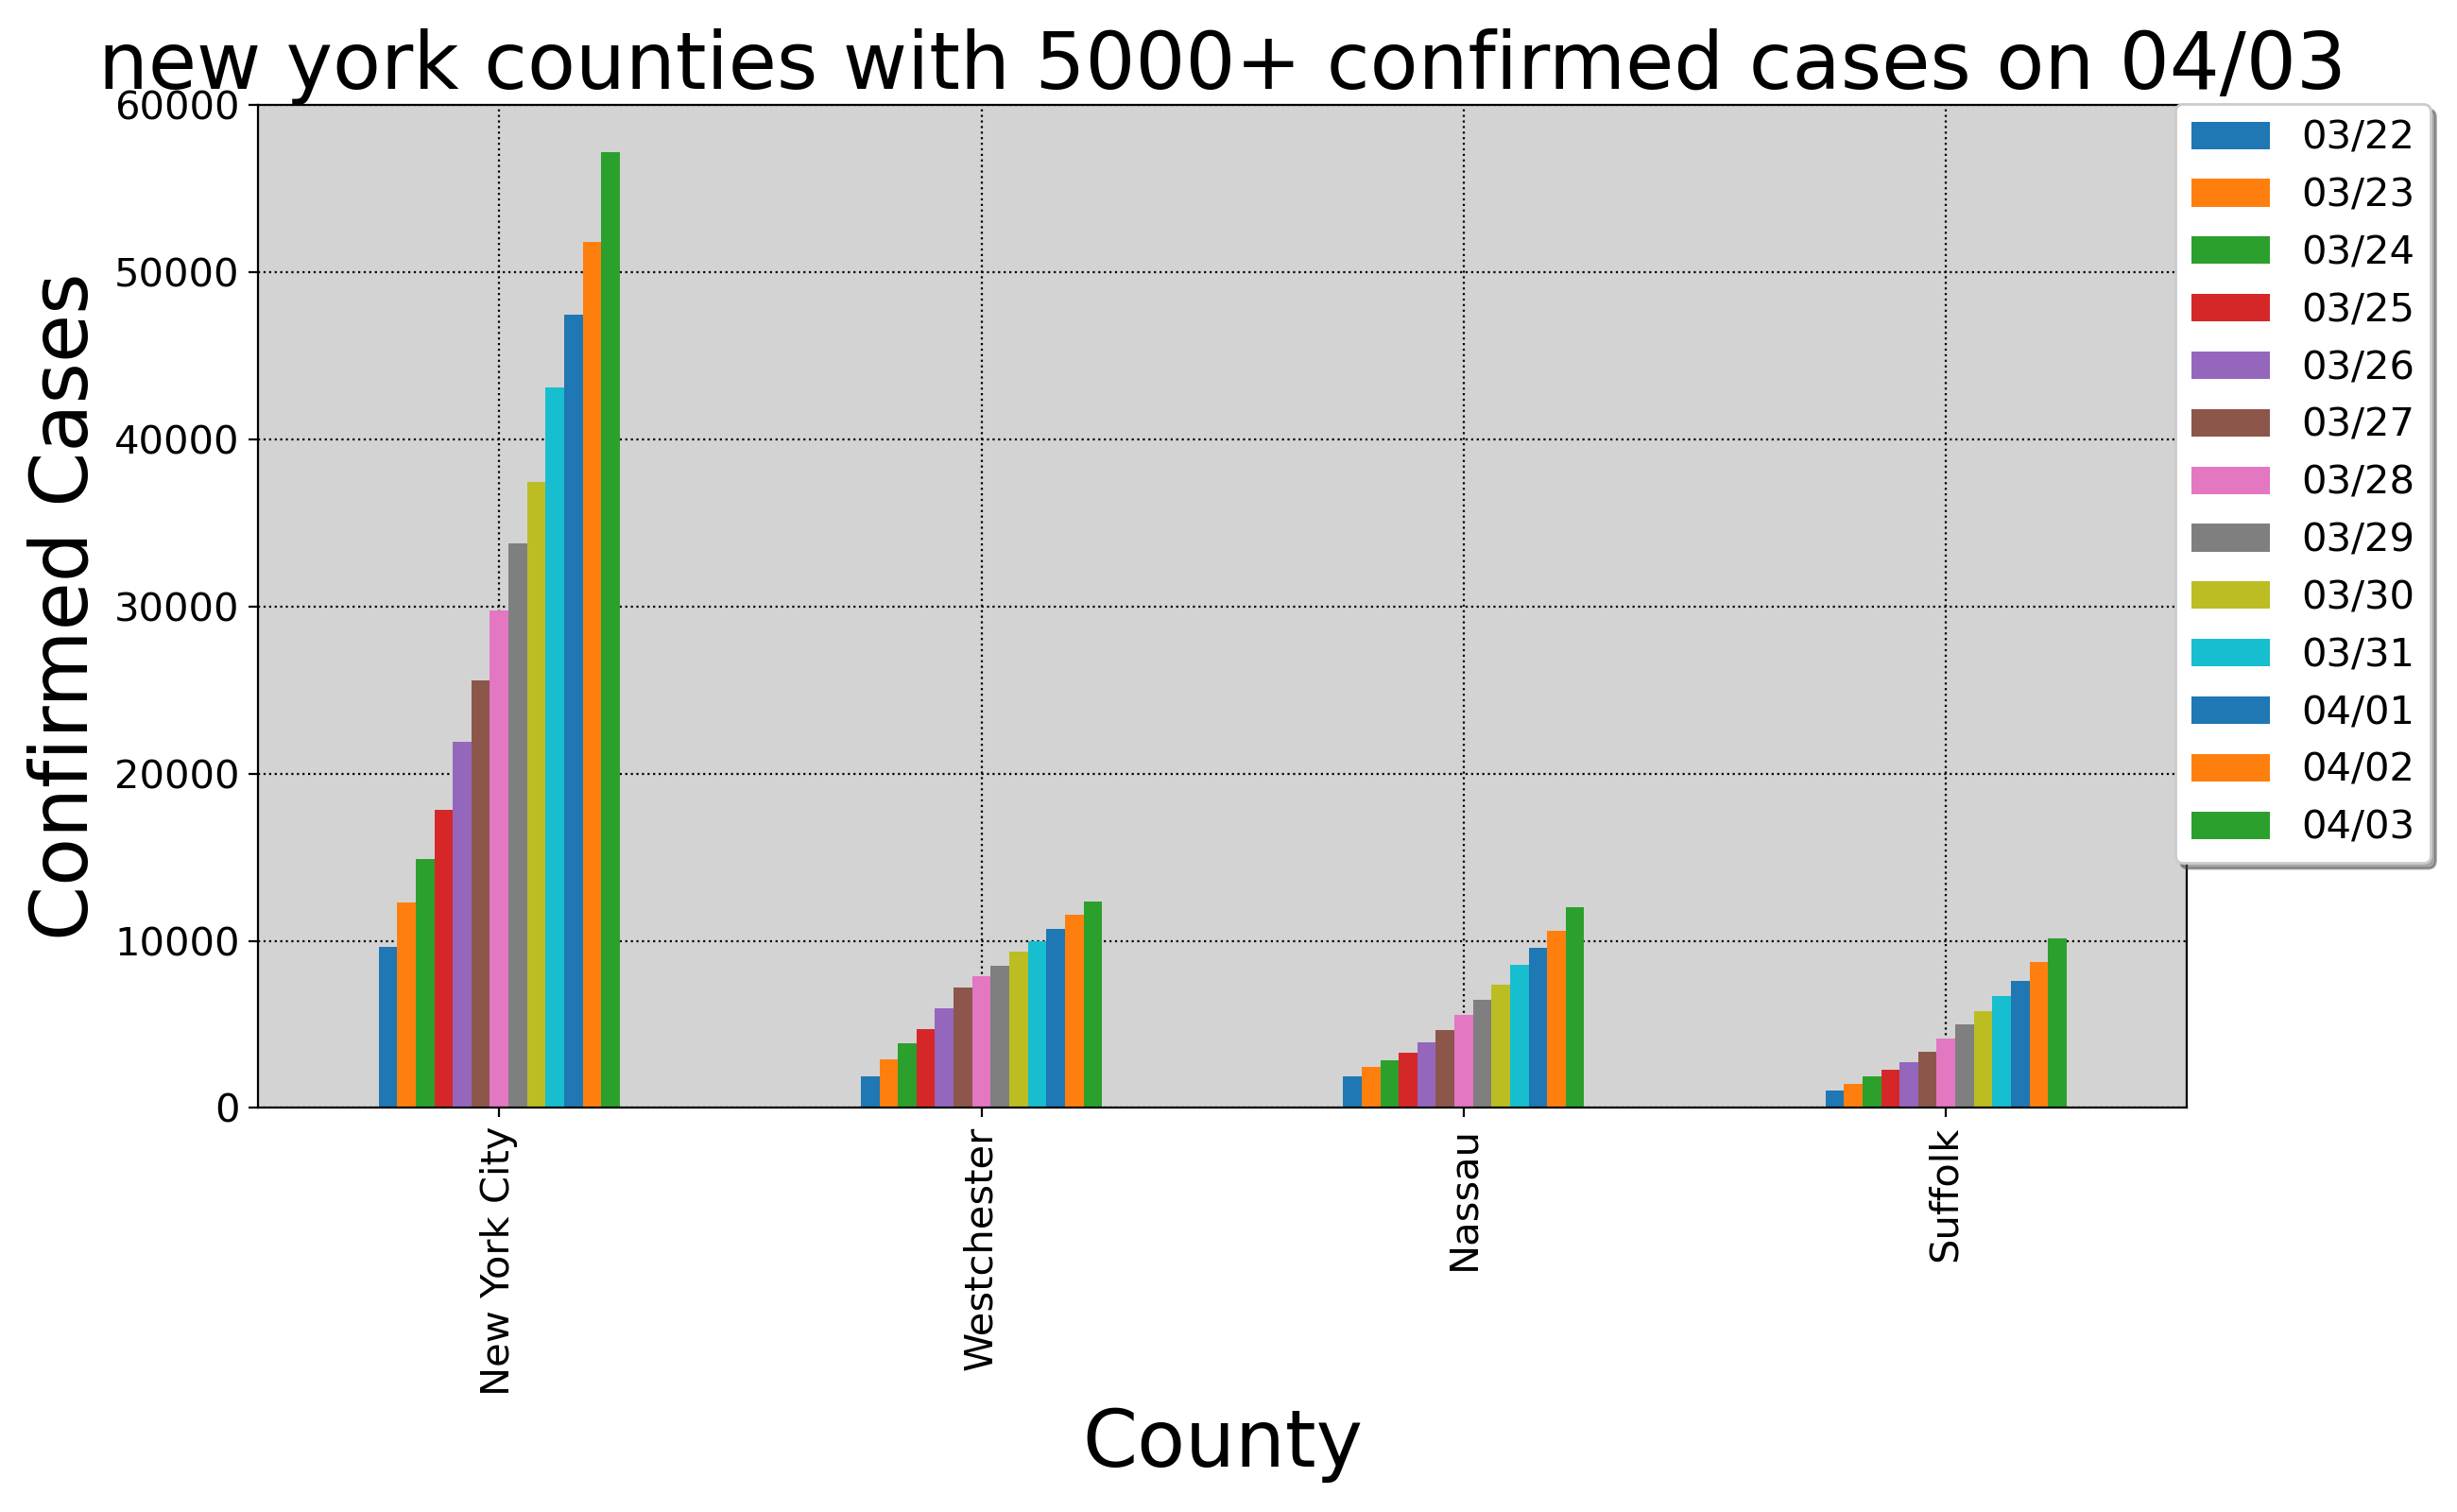 new york counties with 5000+ confirmed cases on 04/03
Confirmed Cases
60000
50000
40000
30000
20000
10000
0
03/22
03/23
03/24
03/25
03/26
03/27
03/28
03/29
03/30
03/31
04/01
04/02
04/03
New York City
Westchester
Nassau
Suffolk
County